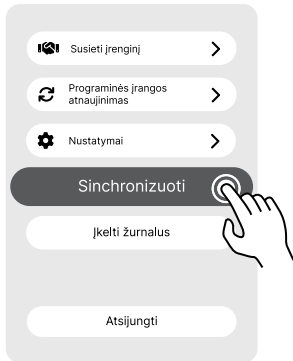 Susieti įrenginį
Programinės įrangos
atnaujinimas
Nustatymai
Sinchronizuoti
Įkelti žurnalus
Atsijungti